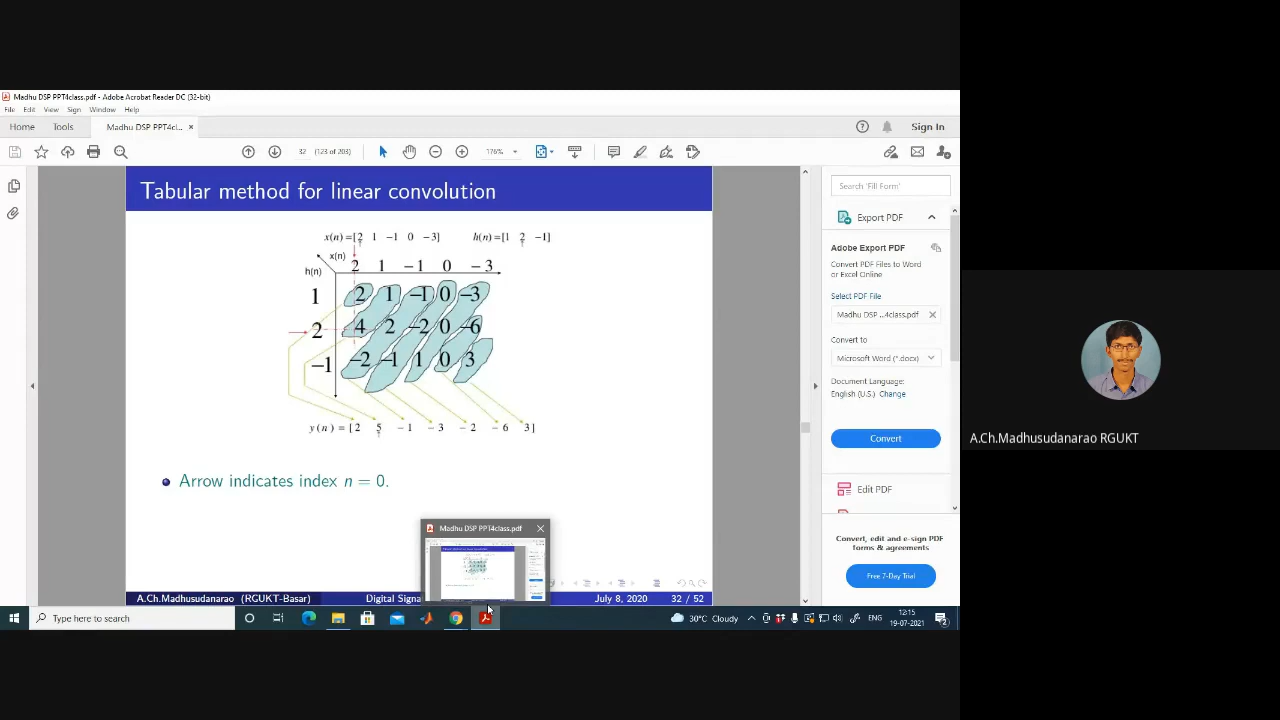 Madhu DSP PPT4class.pdf - Adobe Acrobat Reader DC (32-bit)
File Edit View Sign Window Help
Home Tools Madhu DSP PPT4cl... × Sign In
32 (123 of 203) 176%
Tabular method for linear convolution
x(n) =[2 1 −1 0 −3] h(n) =[1 2 −1]
↑ ↑
x(n)
h(n) 2 1 −1 0 −3
1 2 1 −1 0 −3
2 4 2 −2 0 −6
−1 −2 −1 1 0 3
y(n) = [2 5 −1 −3 −2 −6 3]
↑
Arrow indicates index n = 0.
A.Ch.Madhusudanarao (RGUKT-Basar) Digital Signa July 8, 2020 32 / 52
Madhu DSP PPT4class.pdf
Search 'Fill Form'
Export PDF
Adobe Export PDF
Convert PDF Files to Word
or Excel Online
Select PDF File
Madhu DSP ...4class.pdf ×
Convert to
Microsoft Word (*.docx)
Document Language:
English (U.S.) Change
Convert
Edit PDF
Convert, edit and e-sign PDF
forms & agreements
Free 7-Day Trial
Type here to search
30°C Cloudy ENG 12:15
19-07-2021 2
A.Ch.Madhusudanarao RGUKT